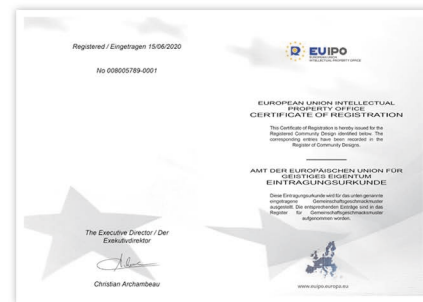 Registered / Eingetragen 15/06/2020
No 008005789-0001
The Executive Director / Der
Exekutivdirektor
Christian Archambeau
EUIPO
EUROPEAN UNION
INTELLECTUAL PROPERTY OFFICE
EUROPEAN UNION INTELLECTUAL
PROPERTY OFFICE
CERTIFICATE OF REGISTRATION
This Certificate of Registration is hereby issued for the
Registered Community Design identified below. The
corresponding entries have been recorded in the
Register of Community Designs.
AMT DER EUROPÄISCHEN UNION FÜR
GEISTIGES EIGENTUM
EINTRAGUNGSURKUNDE
Diese Eintragungsurkunde wird für das unten genannte
eingetragene Gemeinschaftsgeschmacksmuster
ausgestellt. Die entsprechenden Einträge sind in das
Register für Gemeinschaftsgeschmacksmuster
aufgenommen worden.
www.euipo.europa.eu